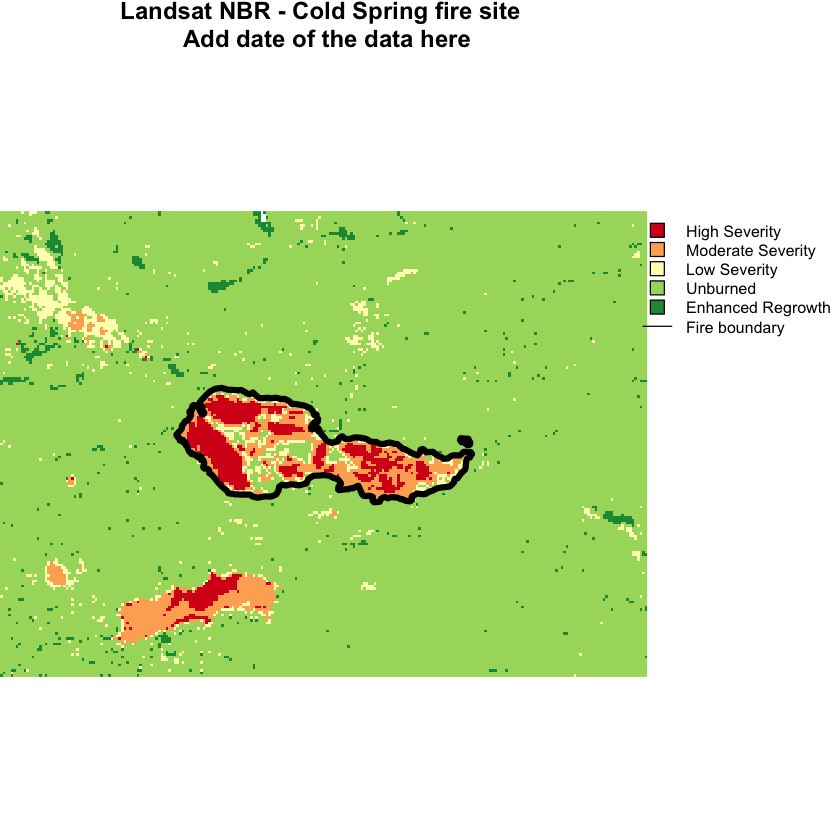 Landsat NBR - Cold Spring fire site
Add date of the data here
High Severity
Moderate Severity
Low Severity
Unburned
Enhanced Regrowth
Fire boundary